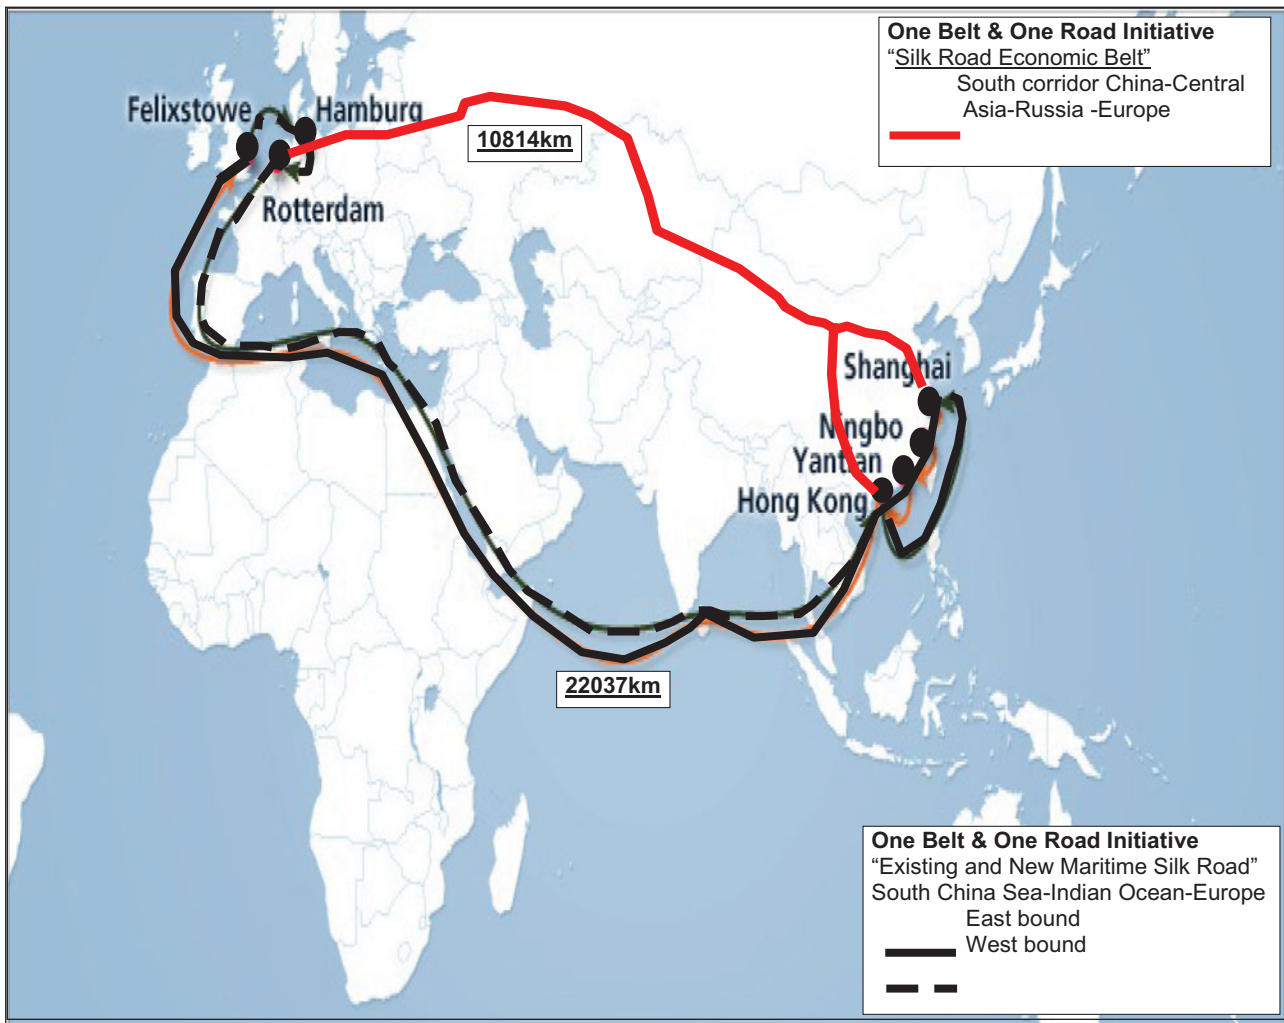 One Belt & One Road Initiative
“Silk Road Economic Belt”
South corridor China-Central
Asia-Russia -Europe
Felixstowe
Hamburg
10814km
Rotterdam
Shanghai
Ningbo
Yantian
Hong Kong
22037km
One Belt & One Road Initiative
“Existing and New Maritime Silk Road”
South China Sea-Indian Ocean-Europe
East bound
West bound